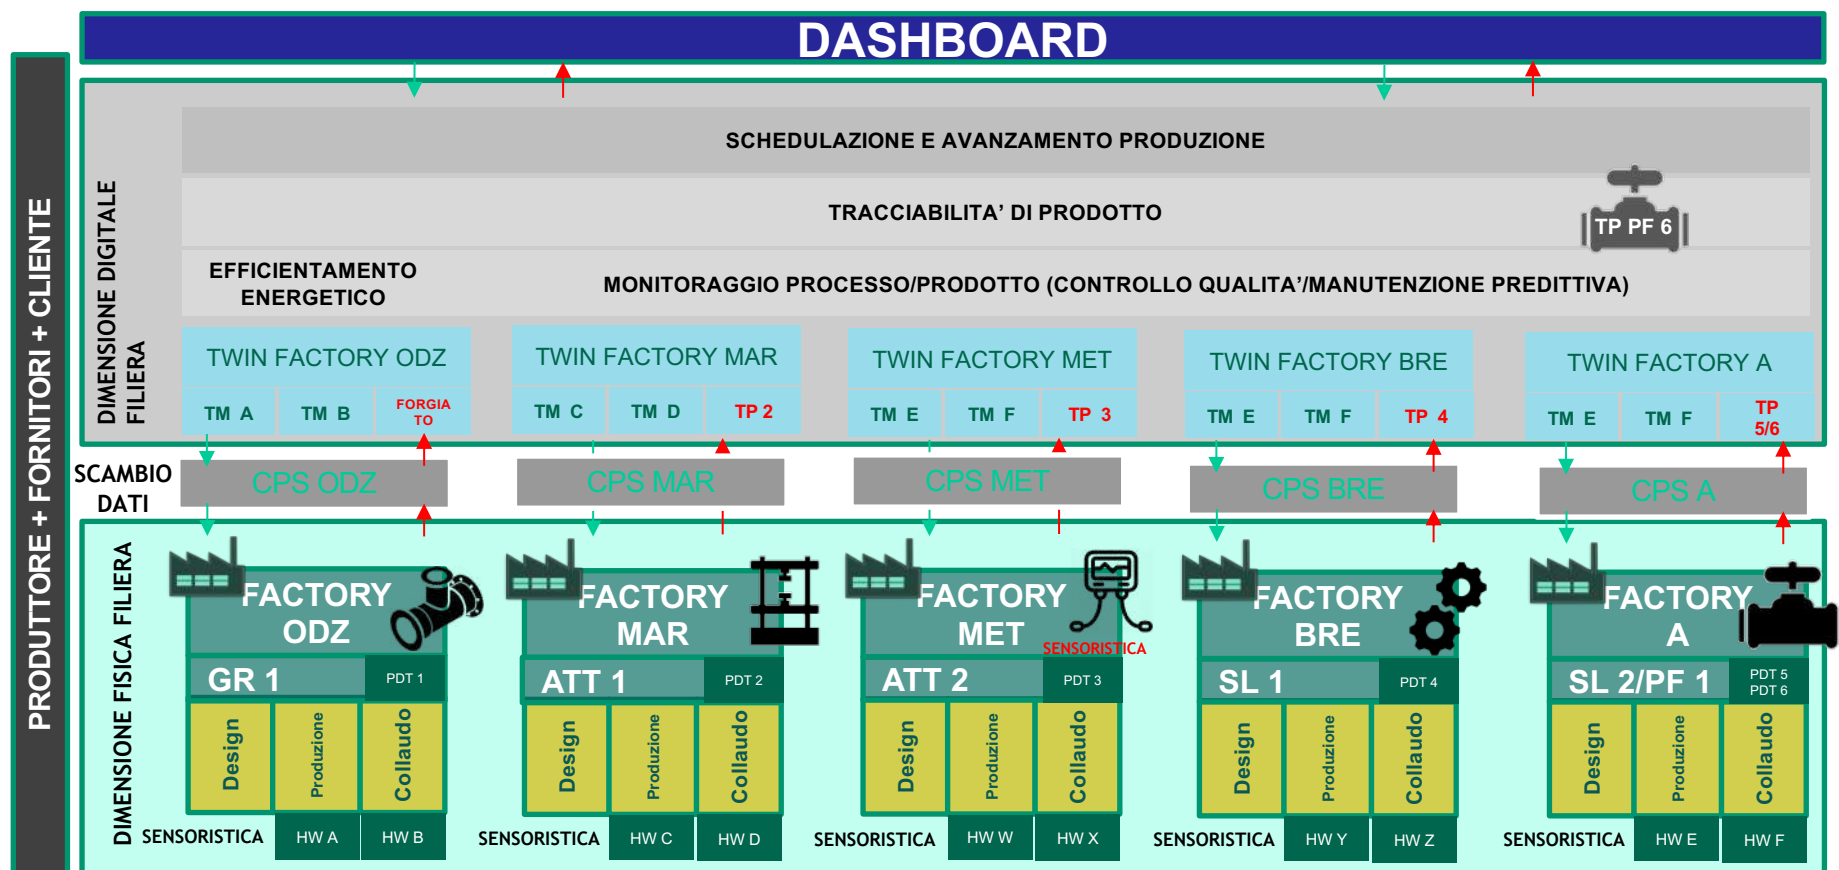 DASHBOARD
PRODUTTORE + FORNITORI + CLIENTE
DIMENSIONE DIGITALE
FILIERA
SCHEDULAZIONE E AVANZAMENTO PRODUZIONE
TRACCIABILITA' DI PRODOTTO
TP PF 6
EFFICIENTAMENTO
ENERGETICO
MONITORAGGIO PROCESSO/PRODOTTO (CONTROLLO QUALITA'/MANUTENZIONE PREDITTIVA)
TWIN FACTORY ODZ
TM A
TM B
FORGIA
TO
TWIN FACTORY MAR
TM C
TM D
TP 2
TWIN FACTORY MET
TM E
TM F
TP 3
TWIN FACTORY BRE
TM E
TM F
TP 4
TWIN FACTORY A
TM E
TM F
TP
5/6
SCAMBIO
DATI
CPS ODZ
CPS MAR
CPS MET
CPS BRE
CPS A
DIMENSIONE FISICA FILIERA
FACTORY
ODZ
GR 1
PDT 1
Design
Produzione
Collaudo
SENSORISTICA
HW A
HW B
FACTORY
MAR
ATT 1
PDT 2
Design
Produzione
Collaudo
SENSORISTICA
HW C
HW D
FACTORY
MET
SENSORISTICA
ATT 2
PDT 3
Design
Produzione
Collaudo
SENSORISTICA
HW W
HW X
FACTORY
BRE
SL 1
PDT 4
Design
Produzione
Collaudo
SENSORISTICA
HW Y
HW Z
FACTORY
A
SL 2/PF 1
PDT 5
PDT 6
Design
Produzione
Collaudo
SENSORISTICA
HW E
HW F